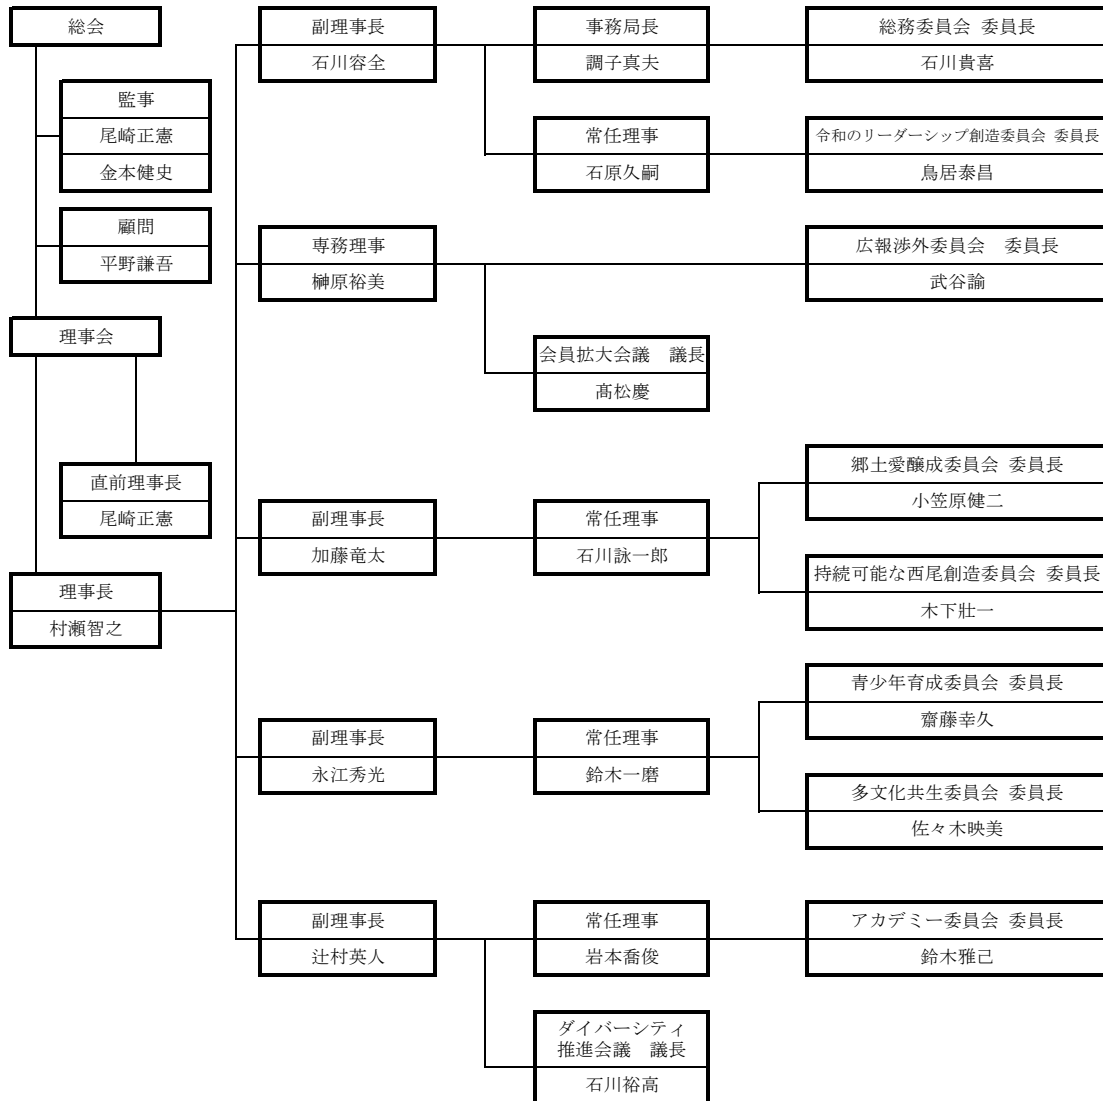 総会
監事
尾崎正憲
金本健史
顧問
平野謙吾
理事会
直前理事長
尾崎正憲
理事長
村瀬智之
副理事長
石川容全
事務局長
調子真夫
総務委員会 委員長
石川貴喜
常任理事
石原久嗣
令和のリーダーシップ創造委員会 委員長
鳥居泰昌
専務理事
榊原裕美
広報渉外委員会　委員長
武谷諭
会員拡大会議　議長
髙松慶
副理事長
加藤竜太
常任理事
石川詠一郎
郷土愛醸成委員会 委員長
小笠原健二
持続可能な西尾創造委員会 委員長
木下壯一
副理事長
永江秀光
常任理事
鈴木一磨
青少年育成委員会 委員長
齋藤幸久
多文化共生委員会 委員長
佐々木映美
副理事長
辻村英人
常任理事
岩本喬俊
アカデミー委員会 委員長
鈴木雅己
ダイバーシティ
推進会議　議長
石川裕高